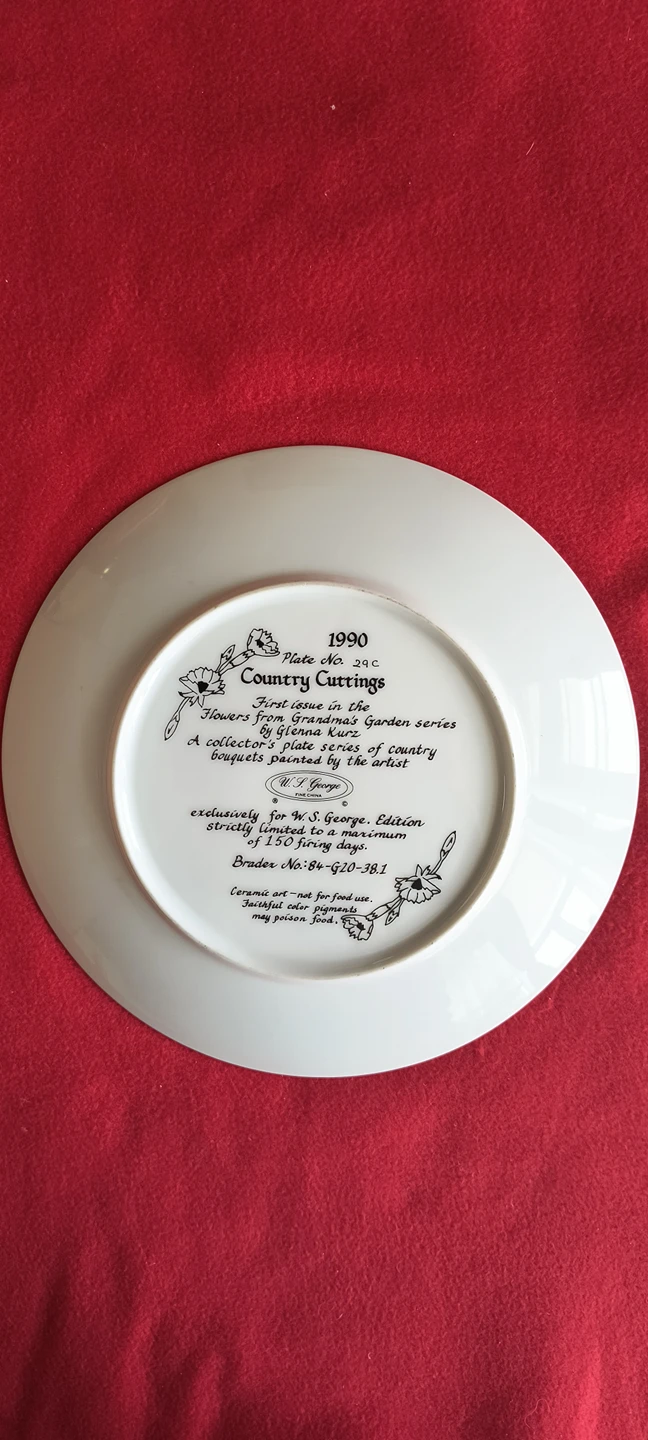 1990
Plate No. 29C
Country Cuttings
First issue in the
Flowers from Grandma's Garden series
by Glenna Kurz
A collector's plate series of country
bouquets painted by the artist
W. S. George
FINE CHINA
® ©
exclusively for W. S. George. Edition
strictly limited to a maximum
of 150 firing days.
Bradex No.: 84-G20-38.1
Ceramic art – not for food use.
Faithful color pigments
may poison food.